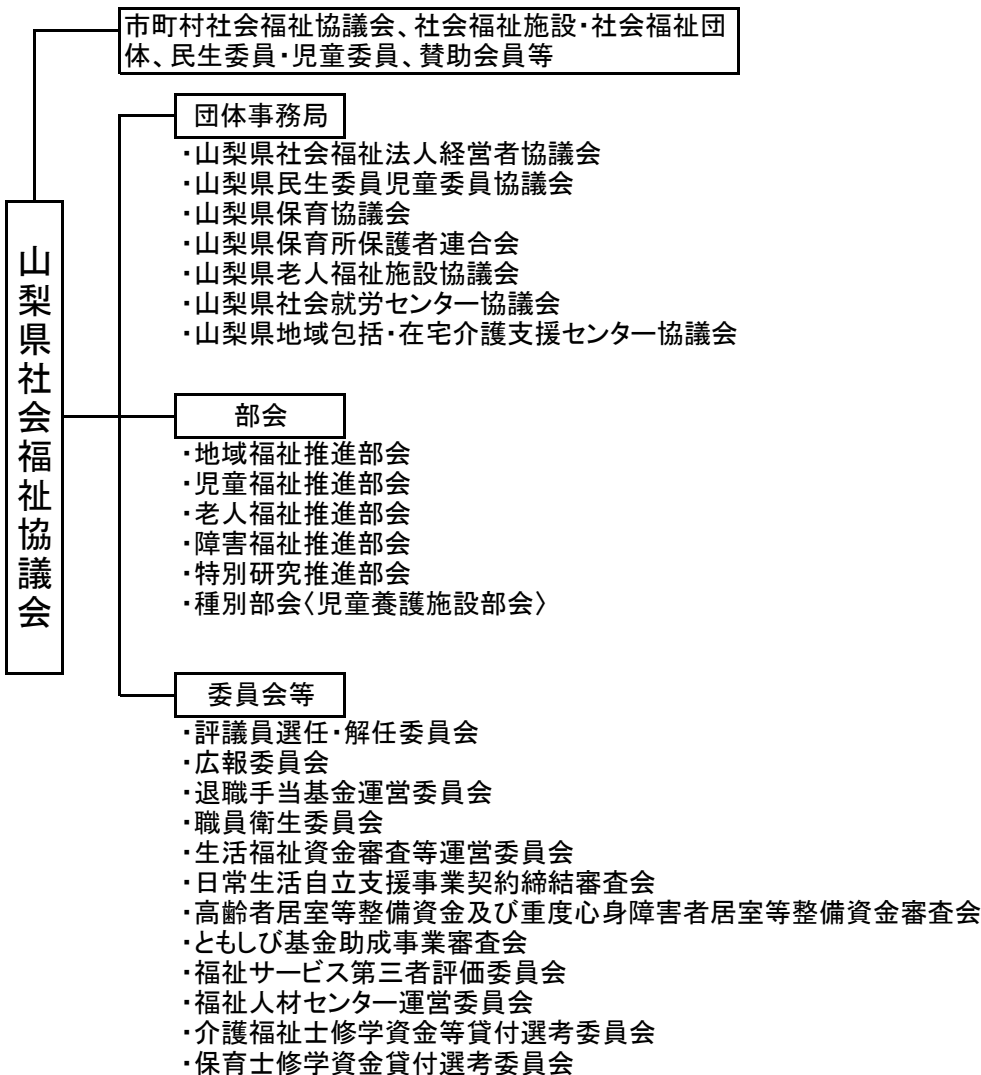 市町村社会福祉協議会、社会福祉施設・社会福祉団
体、民生委員・児童委員、賛助会員等
山梨県社会福祉協議会
団体事務局
・山梨県社会福祉法人経営者協議会
・山梨県民生委員児童委員協議会
・山梨県保育協議会
・山梨県保育所保護者連合会
・山梨県老人福祉施設協議会
・山梨県社会就労センター協議会
・山梨県地域包括・在宅介護支援センター協議会
部会
・地域福祉推進部会
・児童福祉推進部会
・老人福祉推進部会
・障害福祉推進部会
・特別研究推進部会
・種別部会〈児童養護施設部会〉
委員会等
・評議員選任・解任委員会
・広報委員会
・退職手当基金運営委員会
・職員衛生委員会
・生活福祉資金審査等運営委員会
・日常生活自立支援事業契約締結審査会
・高齢者居室等整備資金及び重度心身障害者居室等整備資金審査会
・ともしび基金助成事業審査会
・福祉サービス第三者評価委員会
・福祉人材センター運営委員会
・介護福祉士修学資金等貸付選考委員会
・保育士修学資金貸付選考委員会